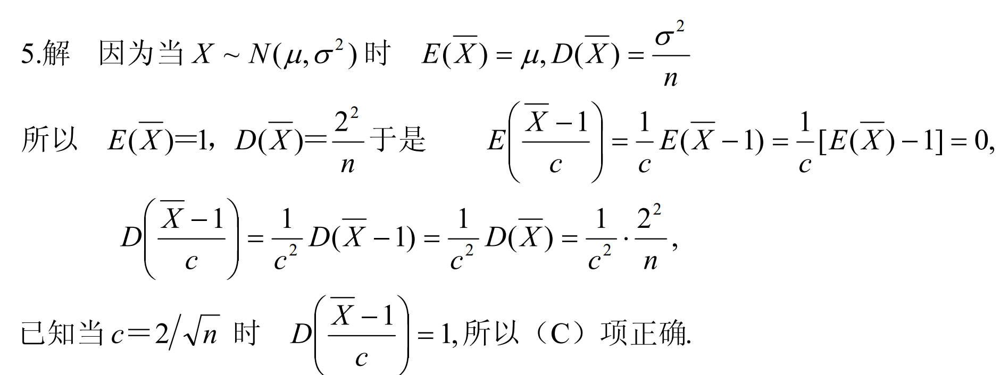 5.解 因为当 $X \sim N(\mu,\sigma^2)$ 时 $E(\overline{X})=\mu, D(\overline{X})=\frac{\sigma^2}{n}$
所以 $E(\overline{X})=1$，$D(\overline{X})=\frac{2^2}{n}$ 于是 $E\left(\frac{\overline{X}-1}{c}\right)=\frac{1}{c}E(\overline{X}-1)=\frac{1}{c}[E(\overline{X})-1]=0,$
$D\left(\frac{\overline{X}-1}{c}\right)=\frac{1}{c^2}D(\overline{X}-1)=\frac{1}{c^2}D(\overline{X})=\frac{1}{c^2}\cdot\frac{2^2}{n},$
已知当 $c=2/\sqrt{n}$ 时 $D\left(\frac{\overline{X}-1}{c}\right)=1,$所以（C）项正确.